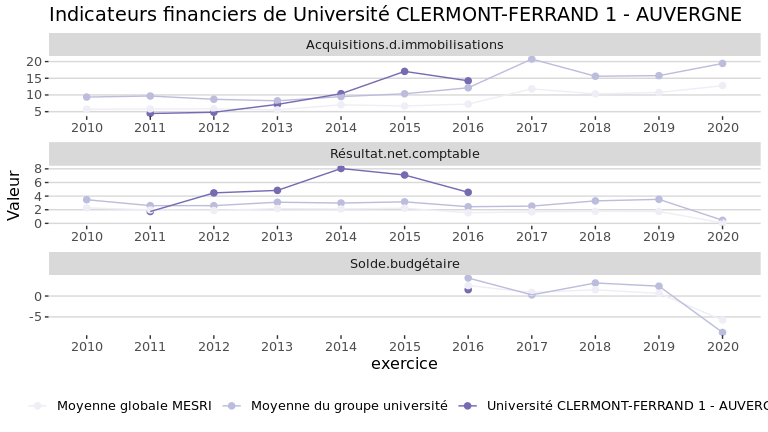 Indicateurs financiers de Université CLERMONT-FERRAND 1 - AUVERGNE
Acquisitions.d.immobilisations
20
15
10
5
2010 2011 2012 2013 2014 2015 2016 2017 2018 2019 2020
Résultat.net.comptable
8
6
4
2
0
2010 2011 2012 2013 2014 2015 2016 2017 2018 2019 2020
Valeur
Solde.budgétaire
0
-5
2010 2011 2012 2013 2014 2015 2016 2017 2018 2019 2020
exercice
Moyenne globale MESRI Moyenne du groupe université Université CLERMONT-FERRAND 1 - AUVERG